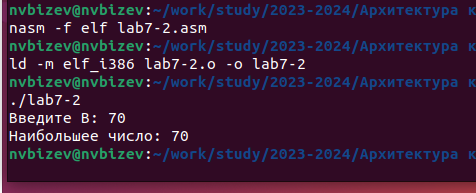 nvbizev@nvbizev:~/work/study/2023-2024/Архитектура к
nasm -f elf lab7-2.asm
nvbizev@nvbizev:~/work/study/2023-2024/Архитектура к
ld -m elf_i386 lab7-2.o -o lab7-2
nvbizev@nvbizev:~/work/study/2023-2024/Архитектура к
./lab7-2
Введите В: 70
Наибольшее число: 70
nvbizev@nvbizev:~/work/study/2023-2024/Архитектура к